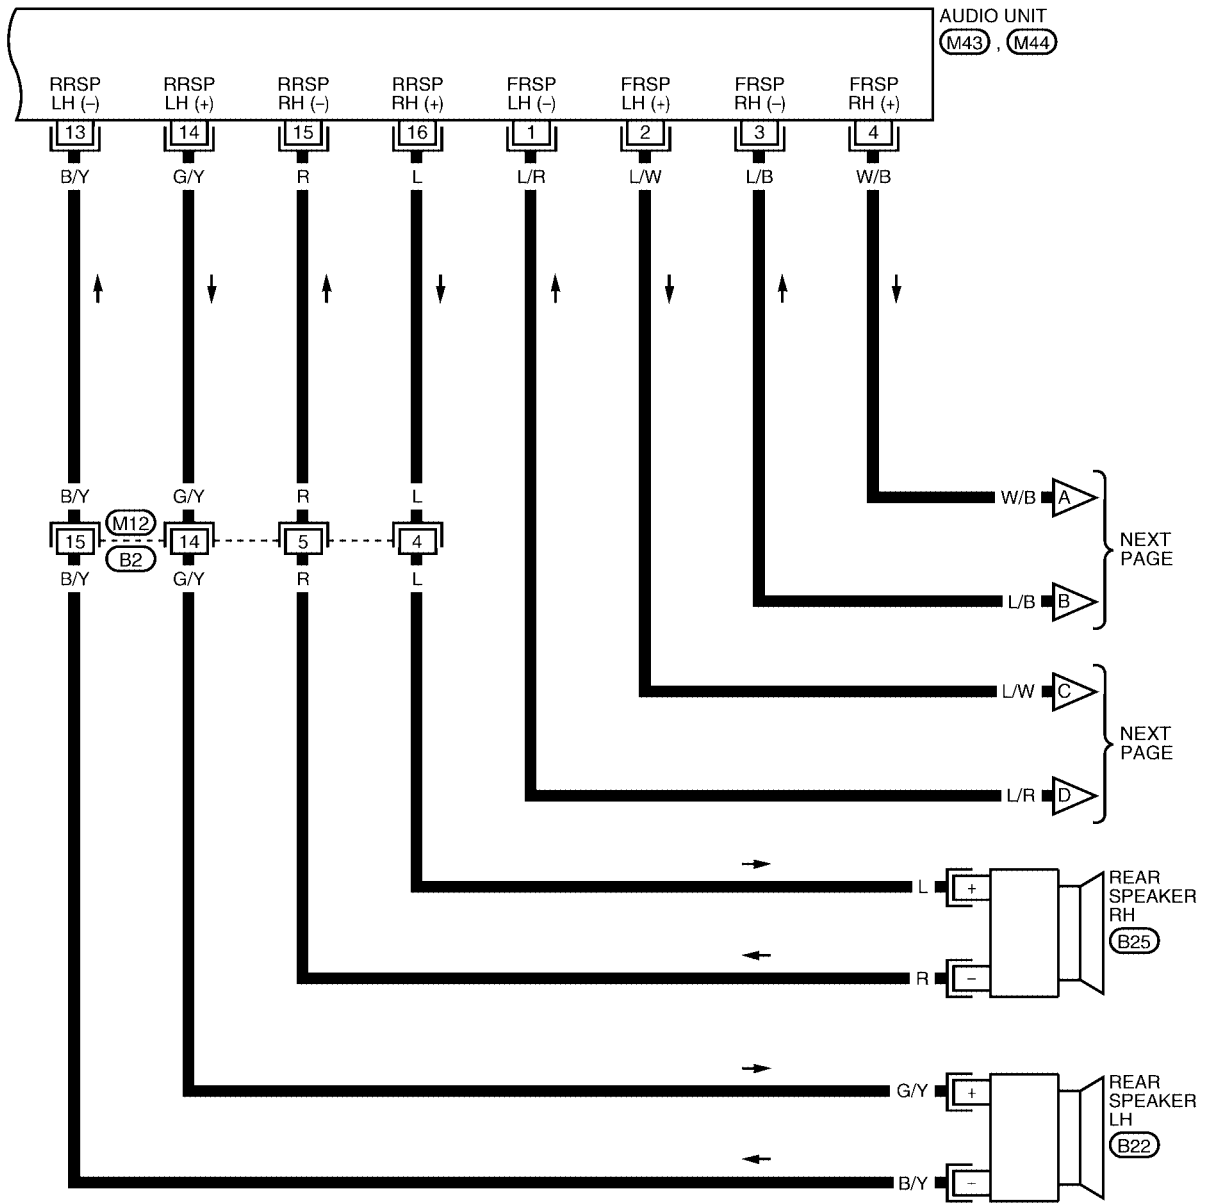 AUDIO UNIT
M43 , M44
RRSP LH (–)
RRSP LH (+)
RRSP RH (–)
RRSP RH (+)
FRSP LH (–)
FRSP LH (+)
FRSP RH (–)
FRSP RH (+)
13 14 15 16 1 2 3 4
B/Y G/Y R L L/R L/W L/B W/B
B/Y G/Y R L
W/B A
M12
15 14 5 4
B2
NEXT
PAGE
B/Y G/Y R L
L/B B
L/W C
NEXT
PAGE
L/R D
REAR
SPEAKER
RH
B25
L +
R –
REAR
SPEAKER
LH
B22
G/Y +
B/Y –